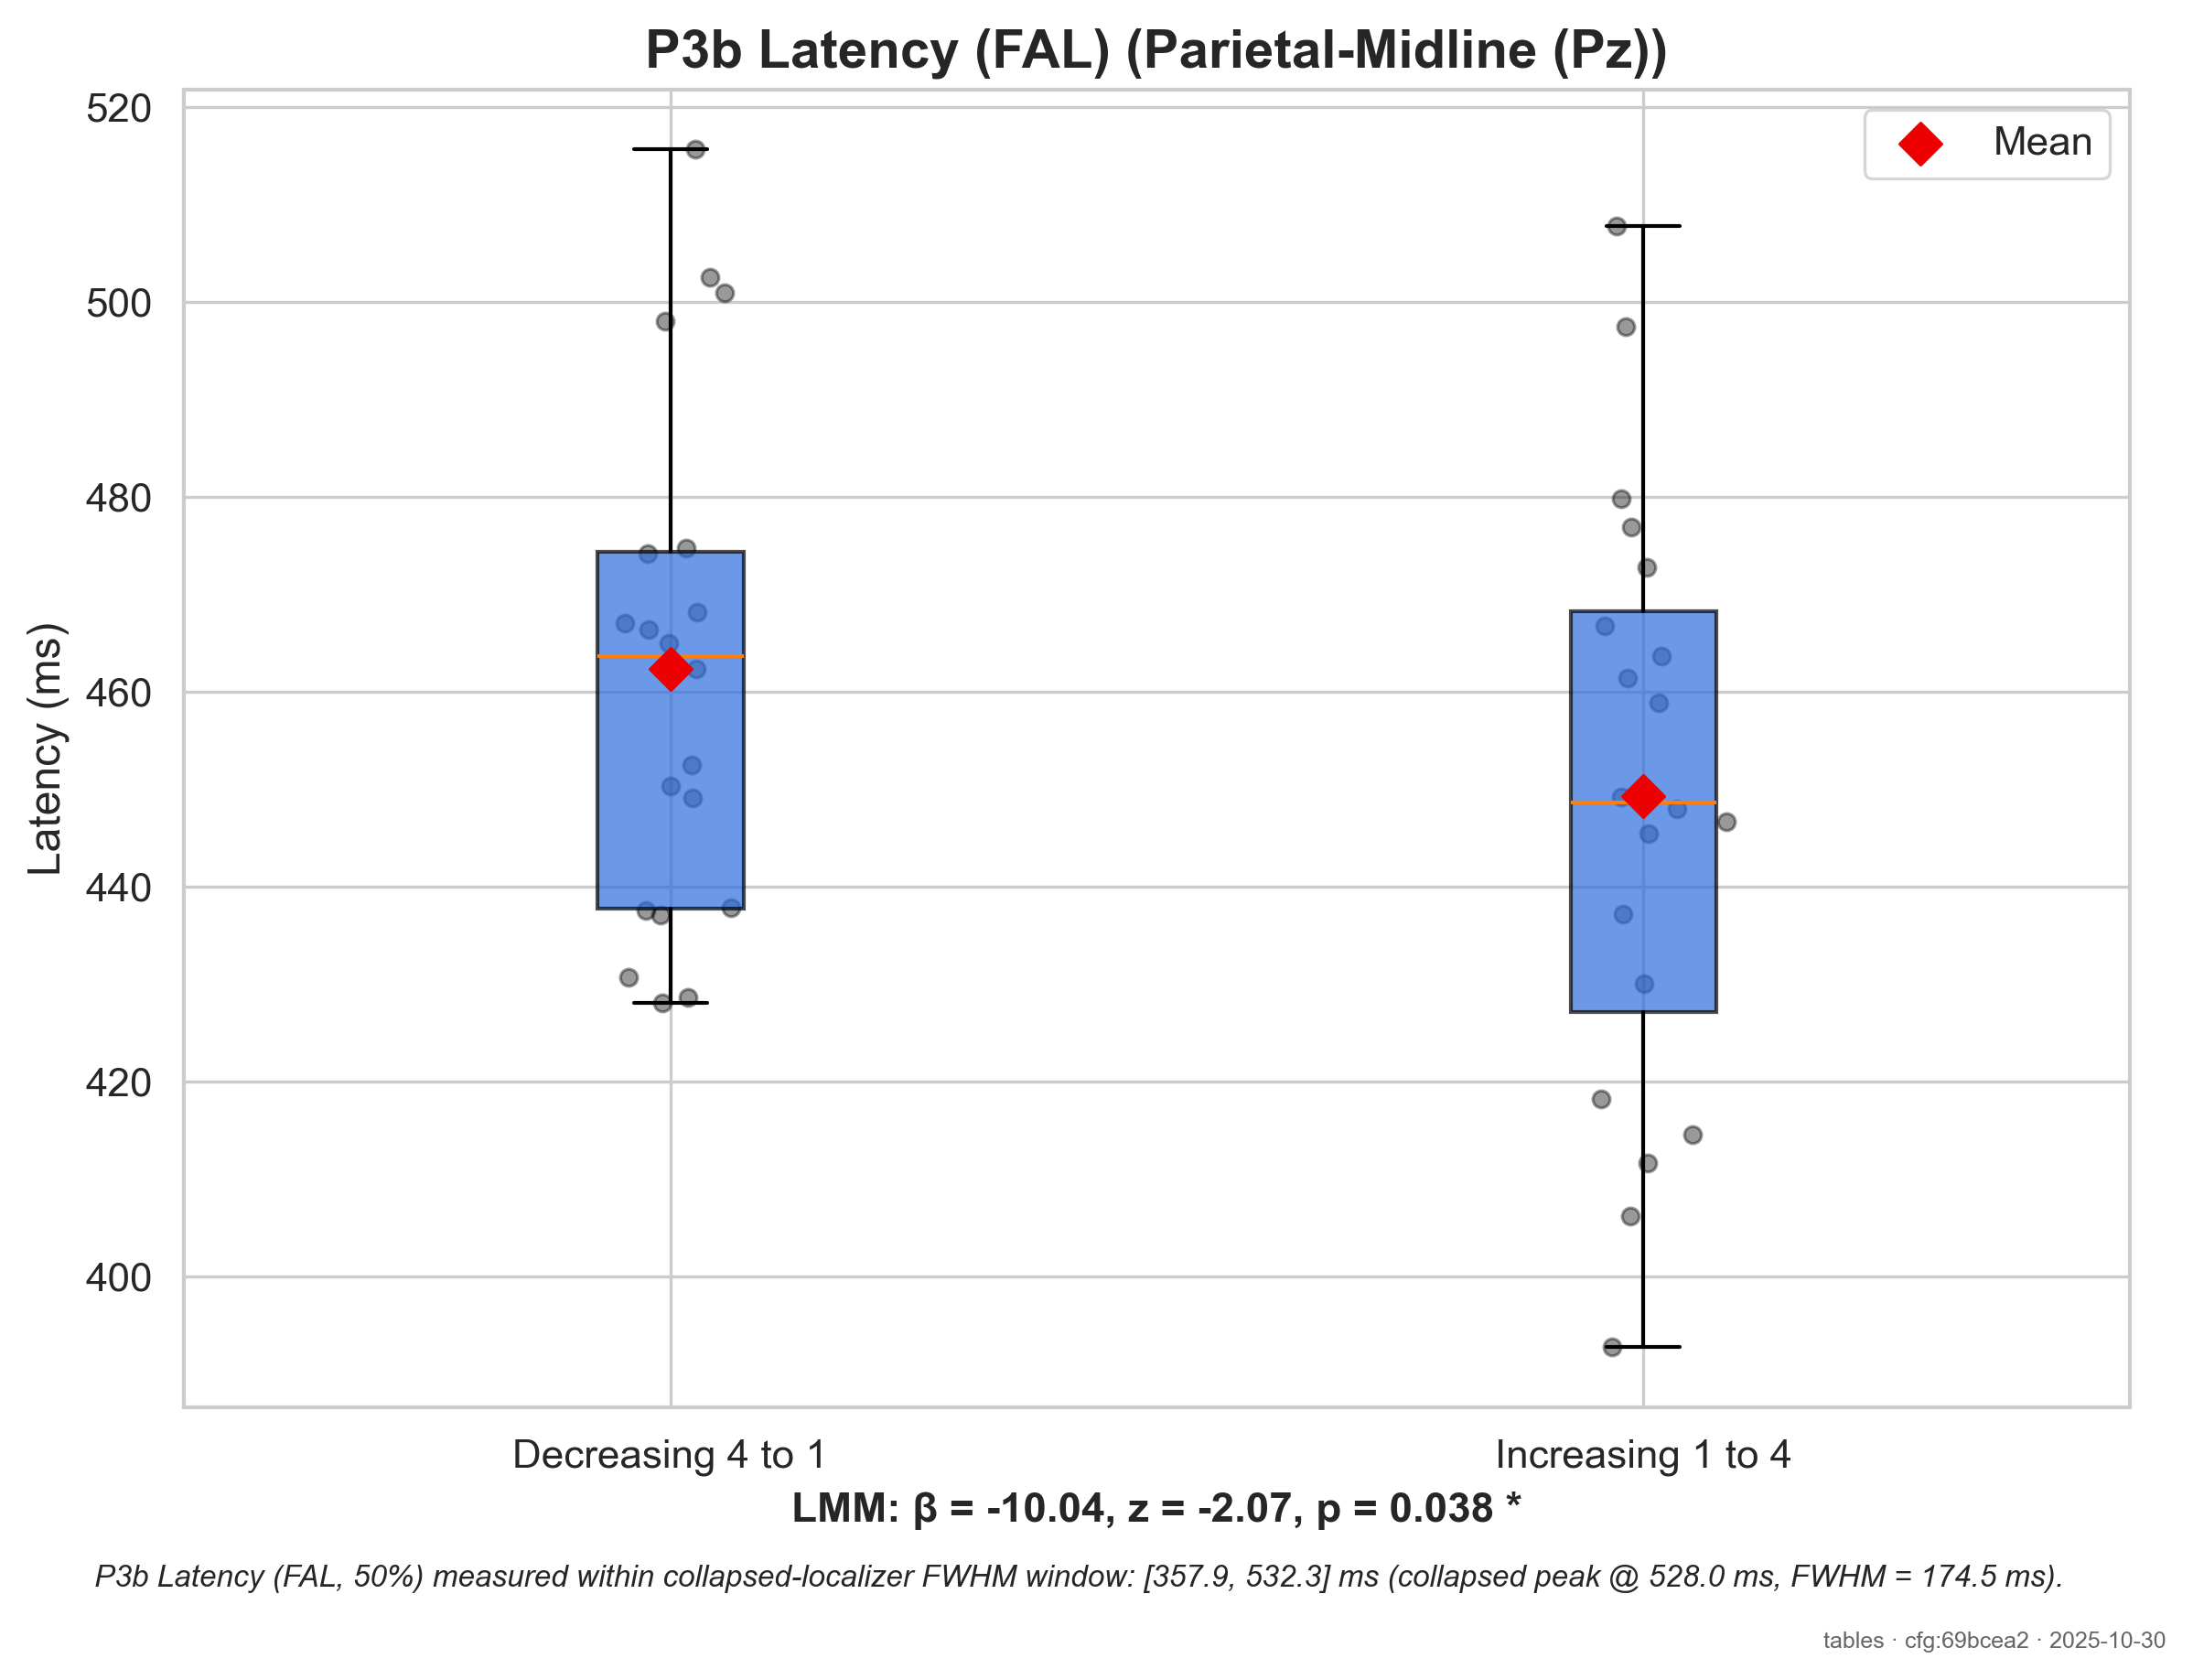 P3b Latency (FAL) (Parietal-Midline (Pz))
Mean
Latency (ms)
520
500
480
460
440
420
400
Decreasing 4 to 1
Increasing 1 to 4
LMM: β = -10.04, z = -2.07, p = 0.038 *
P3b Latency (FAL, 50%) measured within collapsed-localizer FWHM window: [357.9, 532.3] ms (collapsed peak @ 528.0 ms, FWHM = 174.5 ms).
tables · cfg:69bcea2 · 2025-10-30